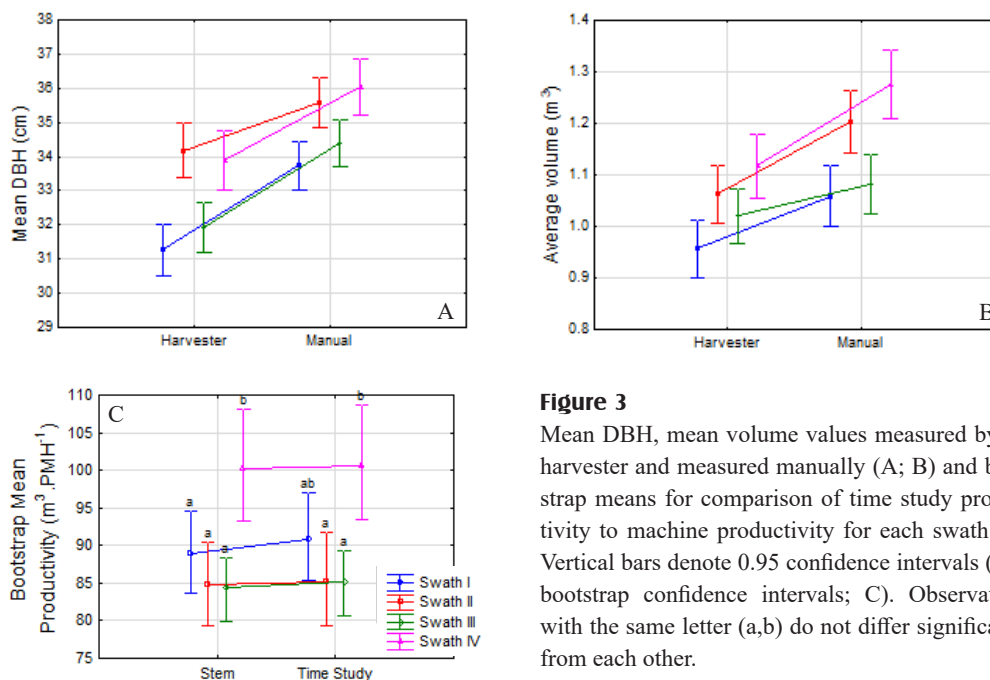 38
37
36
35
34
33
32
31
30
29
Mean DBH (cm)
Harvester Manual
A
1.4
1.3
1.2
1.1
1.0
0.9
0.8
Average volume (m³)
Harvester Manual
B
110
105
100
95
90
85
80
75
Bootstrap Mean
Productivity (m³.PMH⁻¹)
C
b b
a ab
a a
a a
Swath I
Swath II
Swath III
Swath IV
Stem Time Study
Figure 3
Mean DBH, mean volume values measured by
harvester and measured manually (A; B) and b
strap means for comparison of time study pro
tivity to machine productivity for each swath
Vertical bars denote 0.95 confidence intervals (
bootstrap confidence intervals; C). Observat
with the same letter (a,b) do not differ significa
from each other.